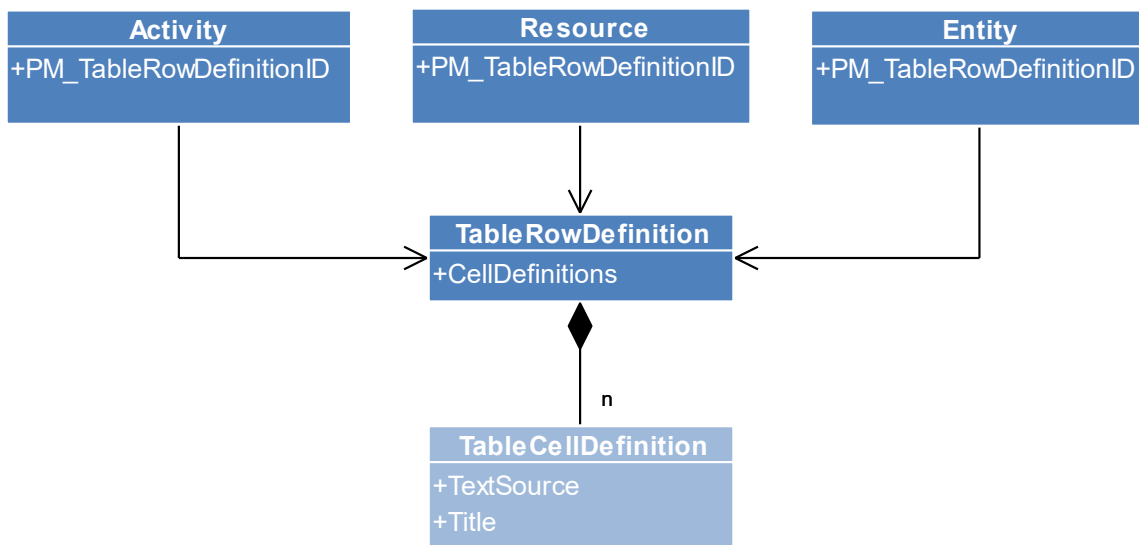 Activity
+PM_TableRowDefinitionID
Resource
+PM_TableRowDefinitionID
Entity
+PM_TableRowDefinitionID
TableRowDefinition
+CellDefinitions
n
TableCellDefinition
+TextSource
+Title